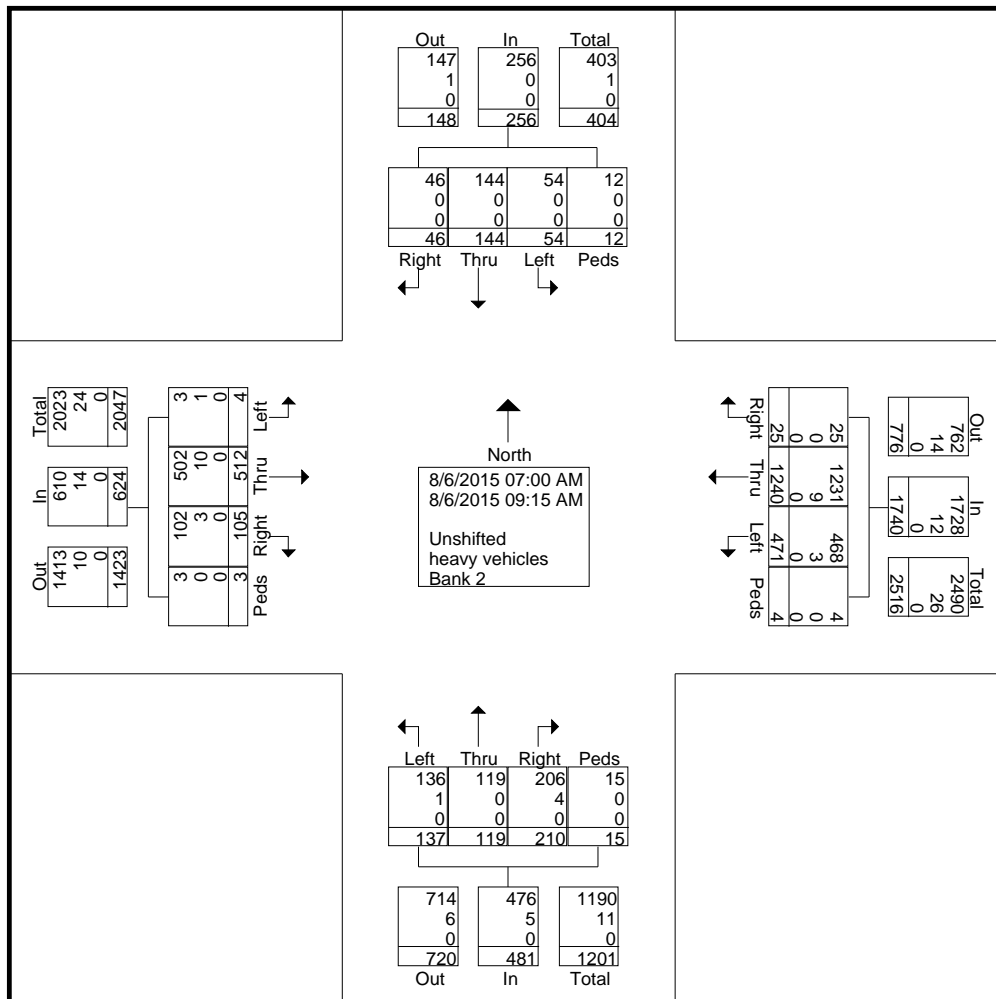 Out In Total
147 256 403
1 0 1
0 0 0
148 256 404
46 144 54 12
0 0 0 0
0 0 0 0
46 144 54 12
Right Thru Left Peds
Total In Out
2023 610 1413
24 14 10
0 0 0
2047 624 1423
Left Thru Right Peds
3 502 102 3
1 10 3 0
0 0 0 0
4 512 105 3
North
8/6/2015 07:00 AM
8/6/2015 09:15 AM
Unshifted
heavy vehicles
Bank 2
Right Thru Left Peds
25 1231 468 4
0 9 3 0
0 0 0 0
25 1240 471 4
Out In Total
762 1728 2490
14 12 26
0 0 0
776 1740 2516
Left Thru Right Peds
136 119 206 15
1 0 4 0
0 0 0 0
137 119 210 15
714 476 1190
6 5 11
0 0 0
720 481 1201
Out In Total